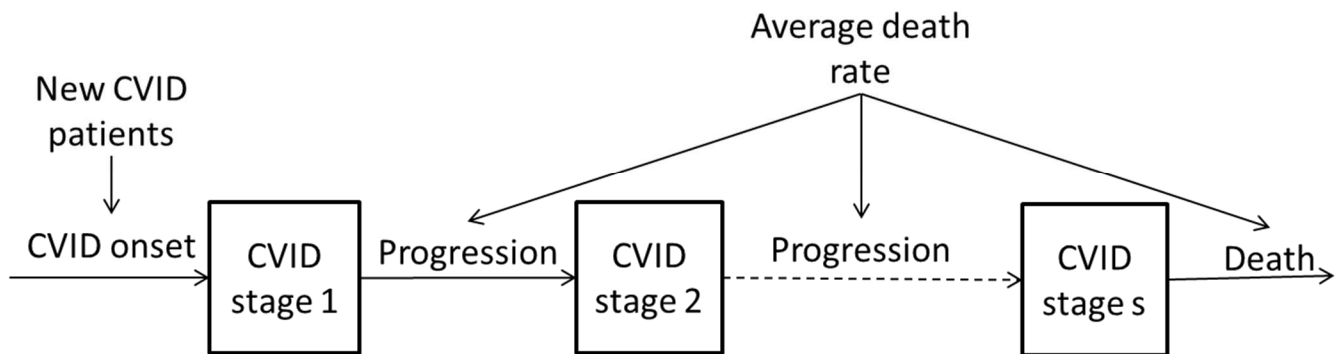 Average death
rate
New CVID
patients
CVID onset
CVID
stage 1
Progression
CVID
stage 2
Progression
CVID
stage s
Death